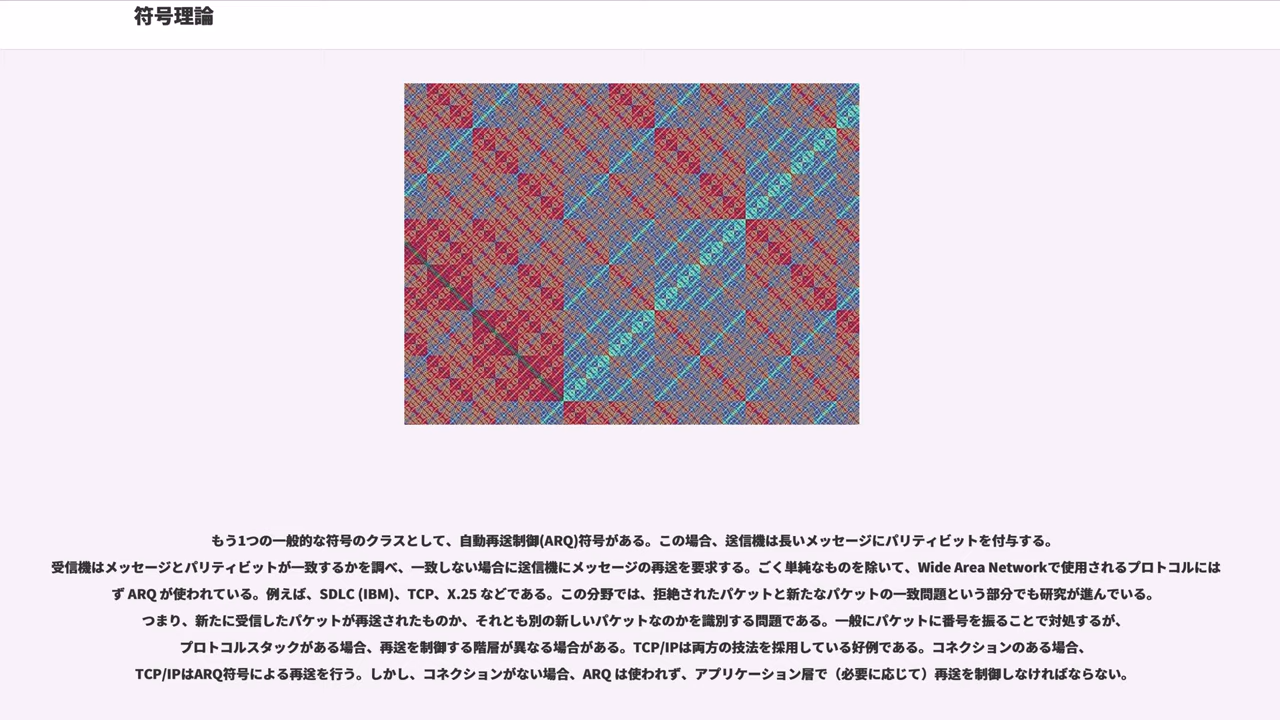 符号理論
もう1つの一般的な符号のクラスとして、自動再送制御(ARQ)符号がある。この場合、送信機は長いメッセージにパリティビットを付与する。
受信機はメッセージとパリティビットが一致するかを調べ、一致しない場合に送信機にメッセージの再送を要求する。ごく単純なものを除いて、Wide Area Networkで使用されるプロトコルには
ず ARQ が使われている。例えば、SDLC (IBM)、TCP、X.25 などである。この分野では、拒絶されたパケットと新たなパケットの一致問題という部分でも研究が進んでいる。
つまり、新たに受信したパケットが再送されたものか、それとも別の新しいパケットなのかを識別する問題である。一般にパケットに番号を振ることで対処するが、
プロトコルスタックがある場合、再送を制御する階層が異なる場合がある。TCP/IPは両方の技法を採用している好例である。コネクションのある場合、
TCP/IPはARQ符号による再送を行う。しかし、コネクションがない場合、ARQ は使われず、アプリケーション層で（必要に応じて）再送を制御しなければならない。